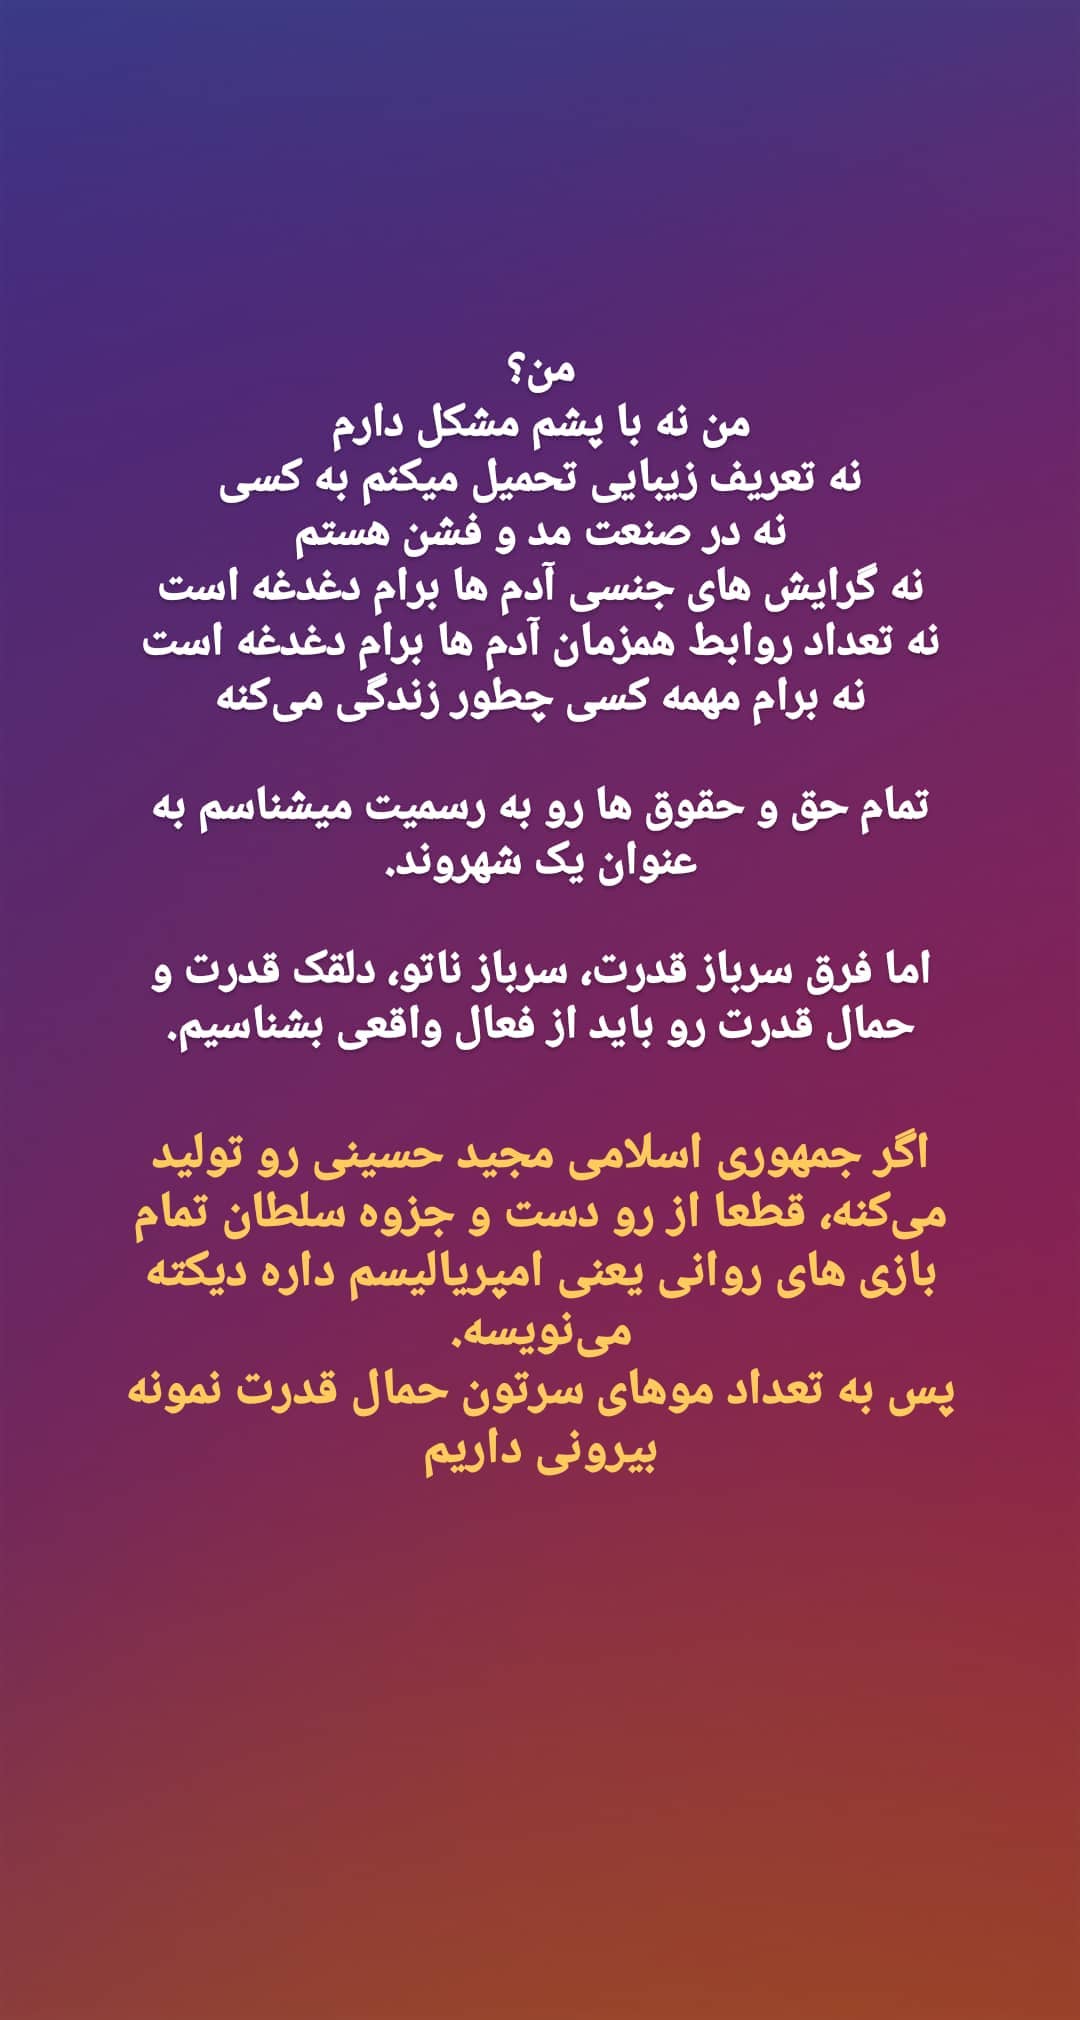 من؟
من نه با پشم مشکل دارم
نه تعریف زیبایی تحمیل میکنم به کسی
نه در صنعت مد و فشن هستم
نه گرایش های جنسی آدم ها برام دغدغه است
نه تعداد روابط همزمان آدم ها برام دغدغه است
نه برام مهمه کسی چطور زندگی می‌کنه
تمام حق و حقوق ها رو به رسمیت میشناسم به
عنوان یک شهروند.
اما فرق سرباز قدرت، سرباز ناتو، دلقک قدرت و
حمال قدرت رو باید از فعال واقعی بشناسیم.
اگر جمهوری اسلامی مجید حسینی رو تولید
می‌کنه، قطعا از رو دست و جزوه سلطان تمام
بازی های روانی یعنی امپریالیسم داره دیکته
می‌نویسه.
پس به تعداد موهای سرتون حمال قدرت نمونه
بیرونی داریم